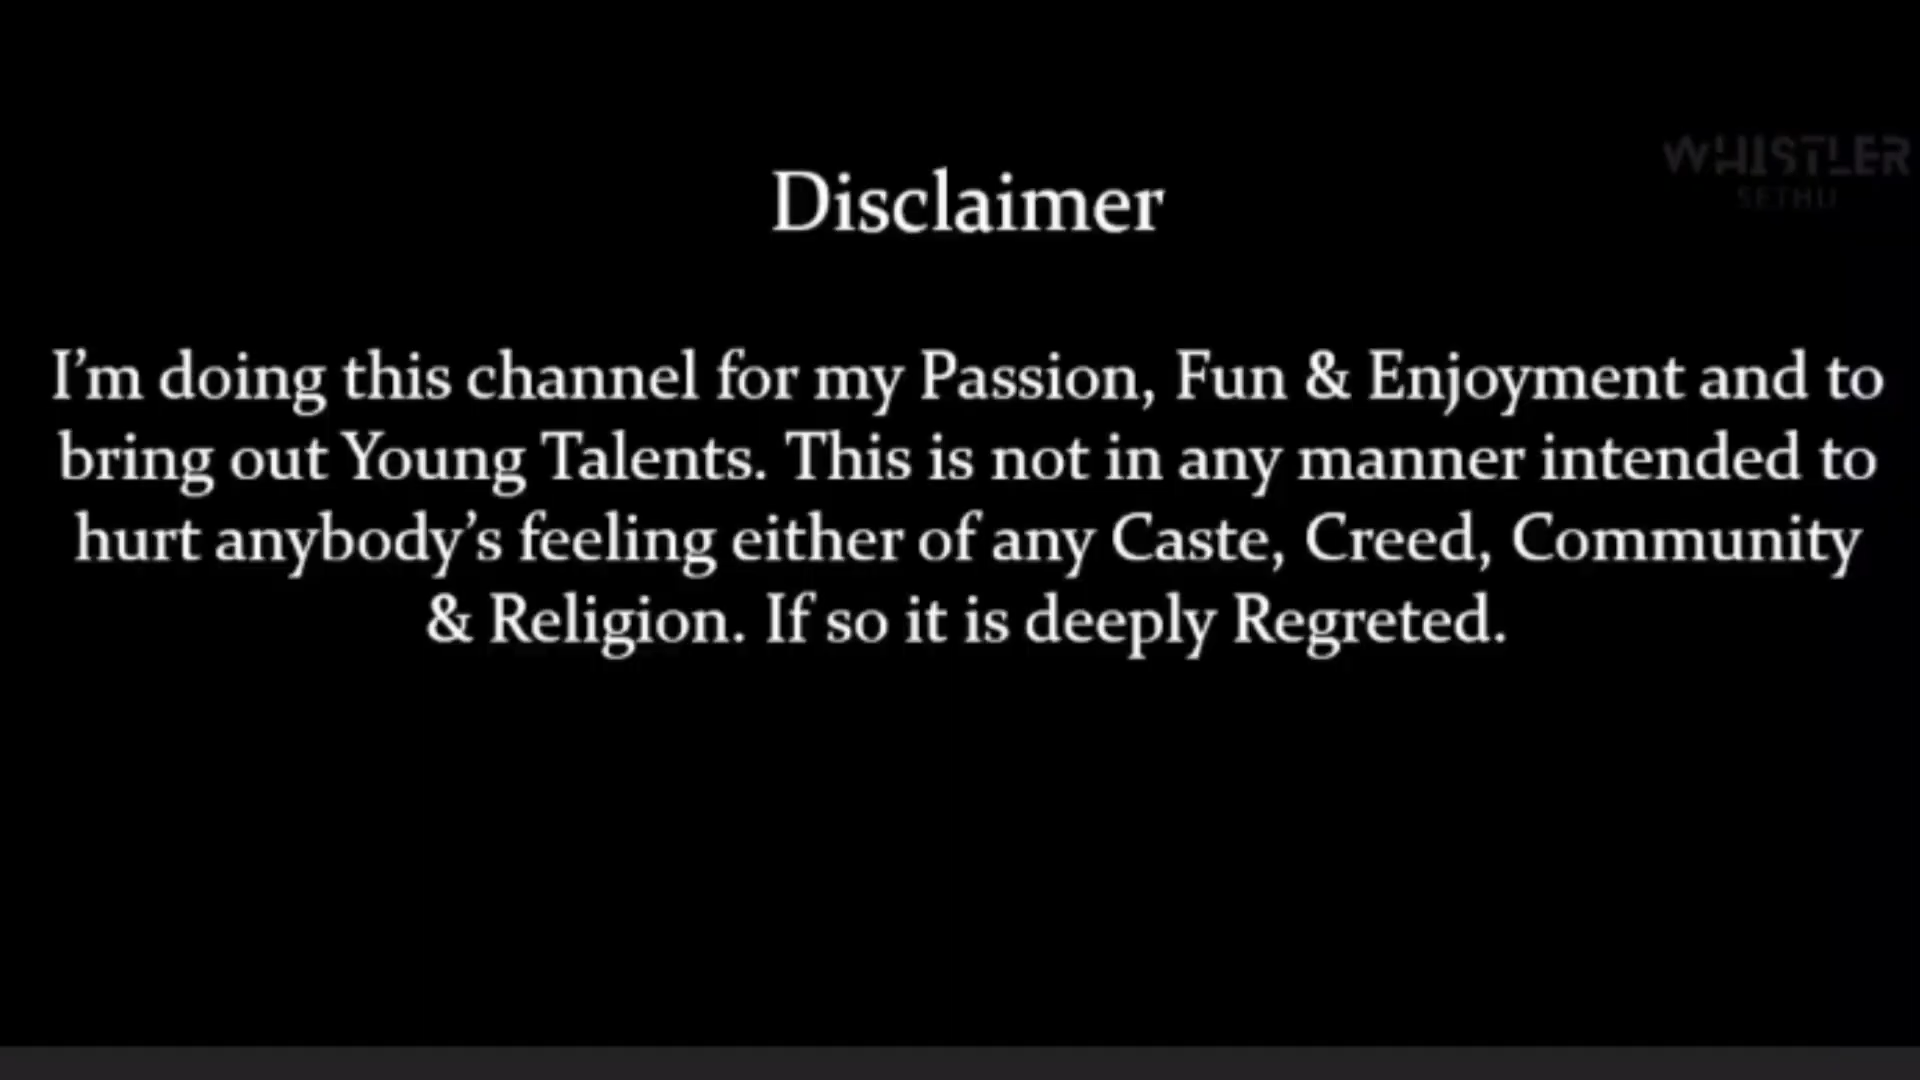 WHISTLER
SETHU
Disclaimer
I’m doing this channel for my Passion, Fun & Enjoyment and to
bring out Young Talents. This is not in any manner intended to
hurt anybody’s feeling either of any Caste, Creed, Community
& Religion. If so it is deeply Regreted.